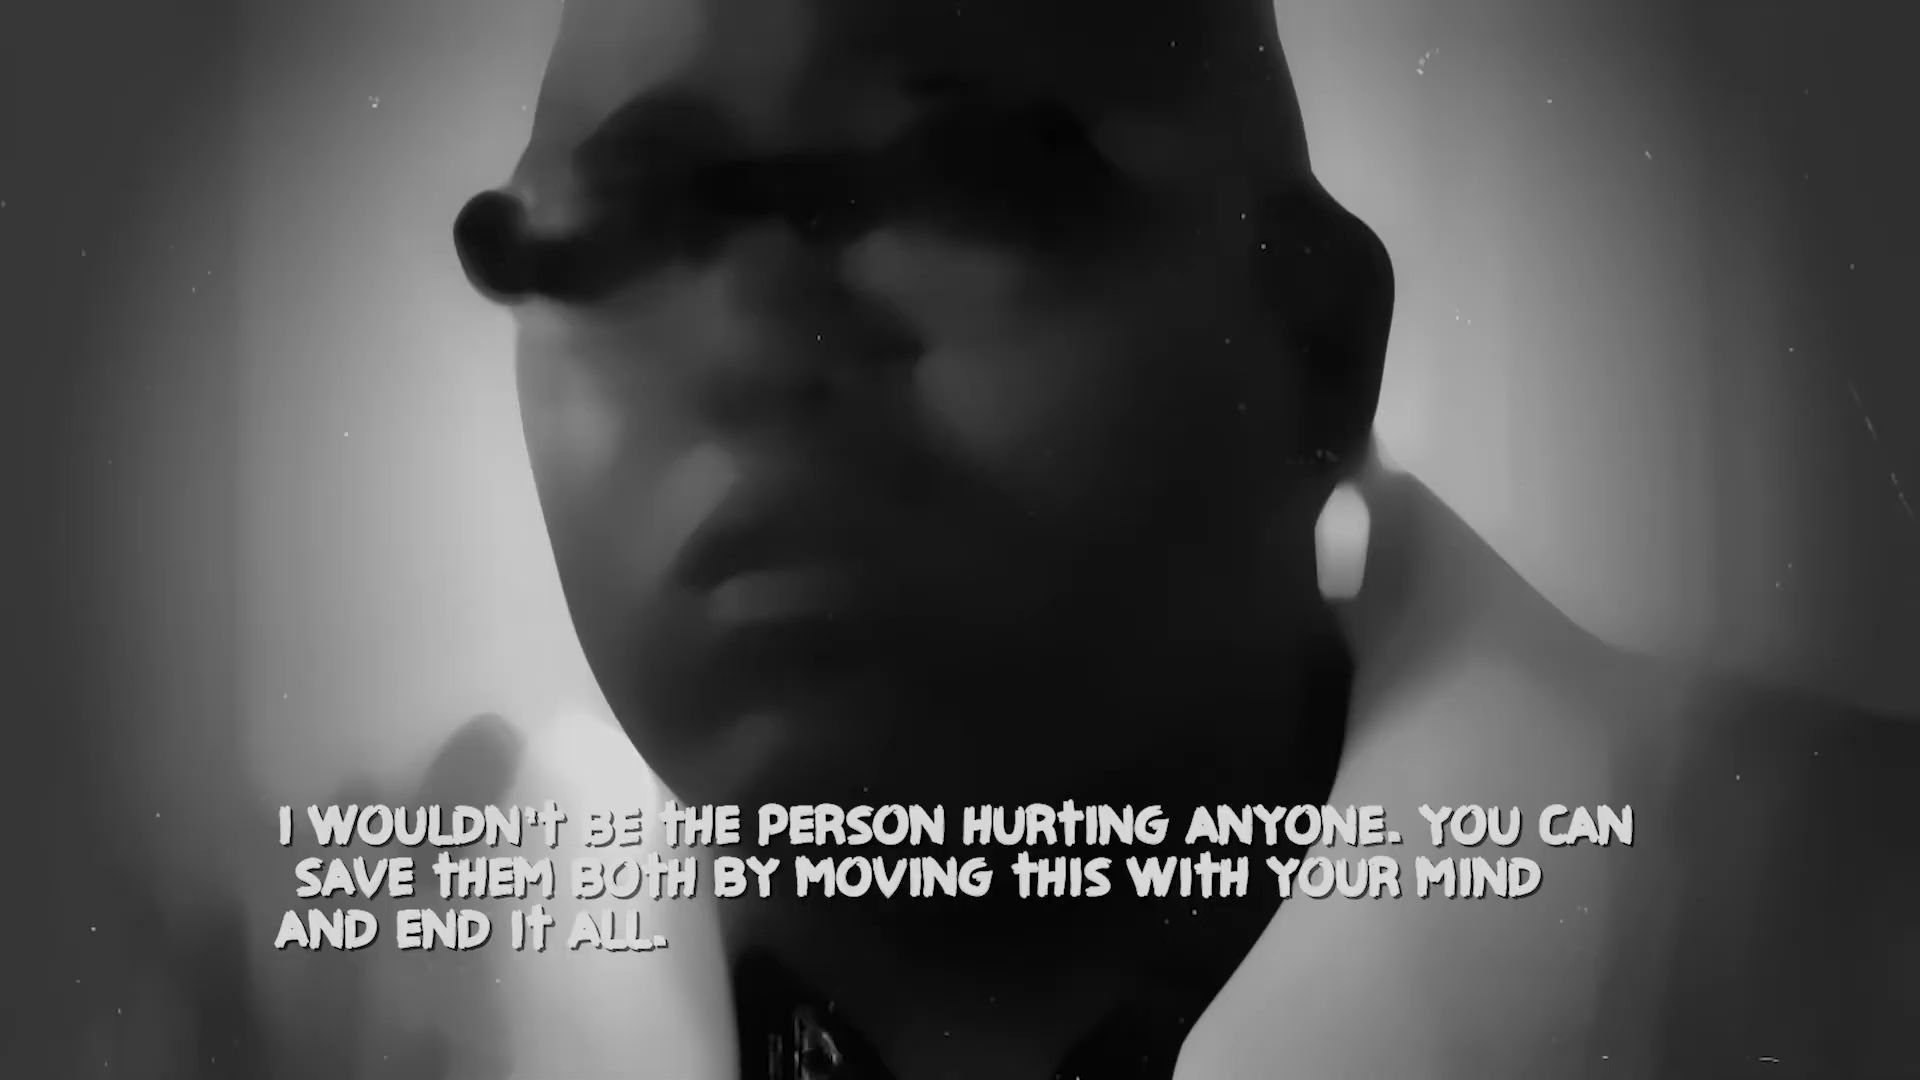 I WOULDN'T BE THE PERSON HURTING ANYONE. YOU CAN
SAVE THEM BOTH BY MOVING THIS WITH YOUR MIND
AND END IT ALL.